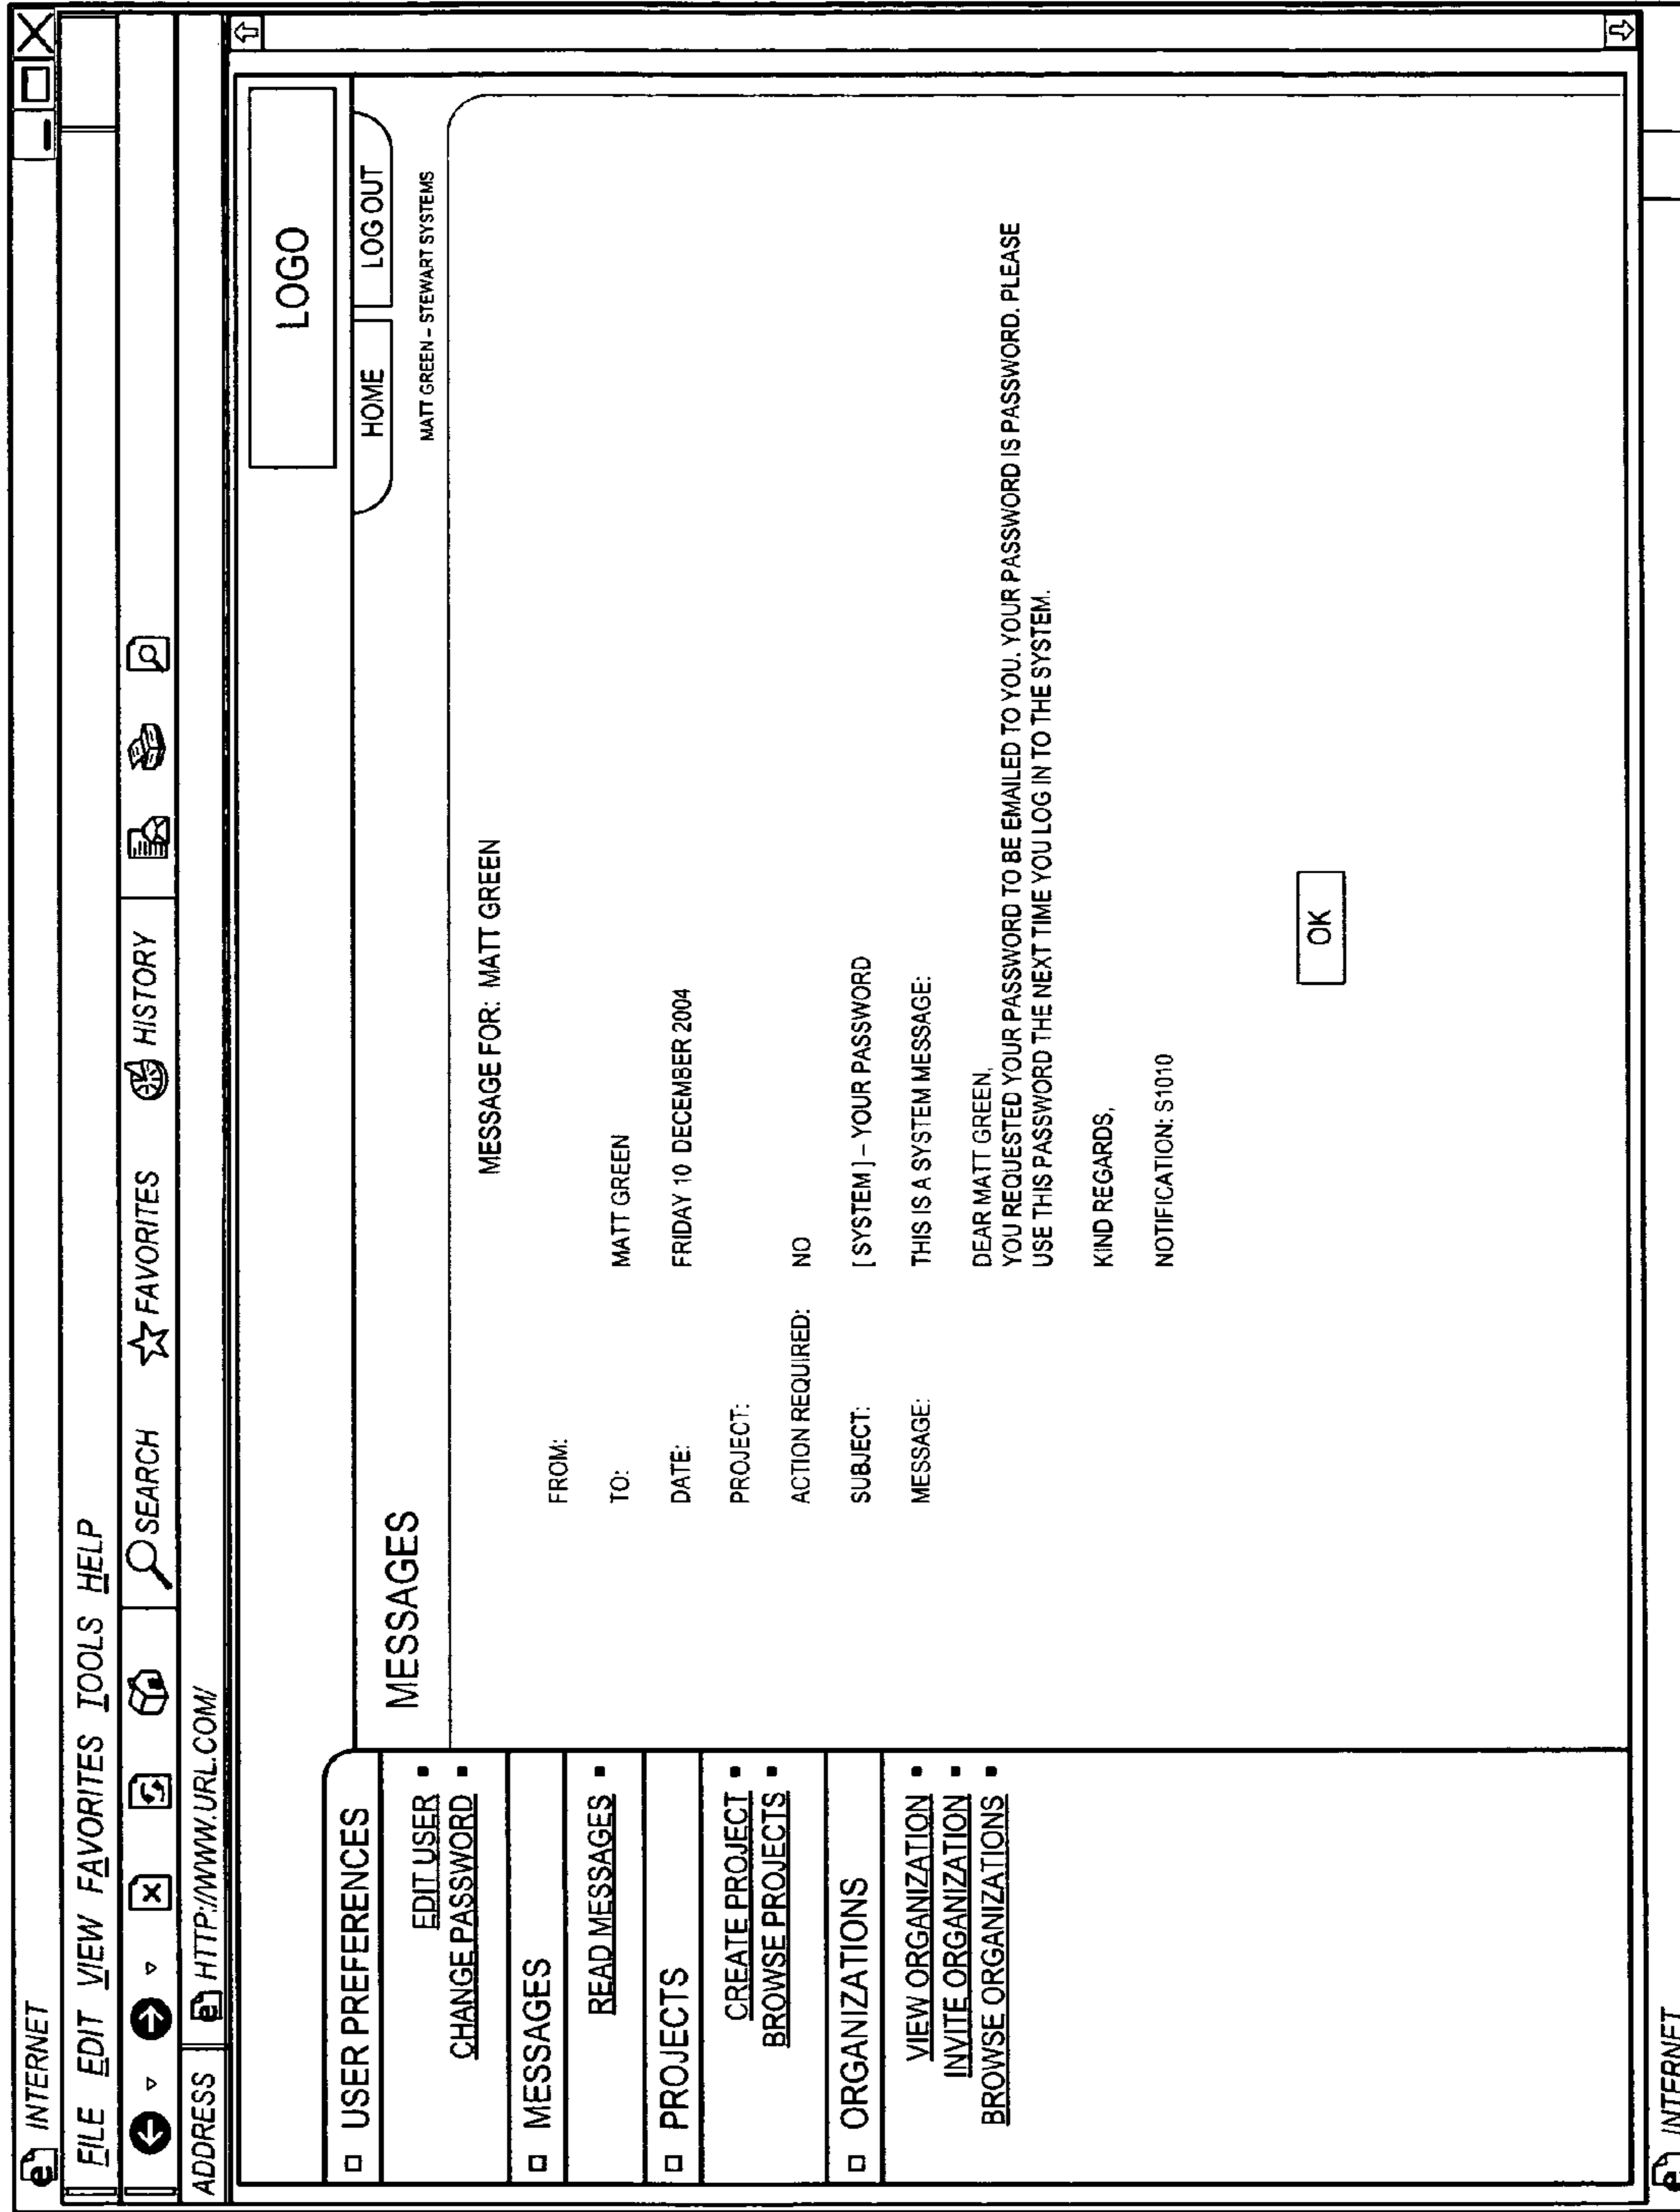 INTERNET
FILE EDIT VIEW FAVORITES TOOLS HELP
SEARCH FAVORITES HISTORY
ADDRESS HTTP://WWW.URL.COM/
LOGO
HOME LOG OUT
MESSAGES
MATT GREEN – STEWART SYSTEMS
USER PREFERENCES
EDIT USER
CHANGE PASSWORD
MESSAGES
READ MESSAGES
PROJECTS
CREATE PROJECT
BROWSE PROJECTS
ORGANIZATIONS
VIEW ORGANIZATION
INVITE ORGANIZATION
BROWSE ORGANIZATIONS
MESSAGE FOR: MATT GREEN
FROM:
TO: MATT GREEN
DATE: FRIDAY 10 DECEMBER 2004
PROJECT:
ACTION REQUIRED: NO
SUBJECT: [ SYSTEM ] – YOUR PASSWORD
MESSAGE: THIS IS A SYSTEM MESSAGE:
DEAR MATT GREEN,
YOU REQUESTED YOUR PASSWORD TO BE EMAILED TO YOU. YOUR PASSWORD IS PASSWORD. PLEASE
USE THIS PASSWORD THE NEXT TIME YOU LOG IN TO THE SYSTEM.
KIND REGARDS,
NOTIFICATION: S1010
OK
INTERNET